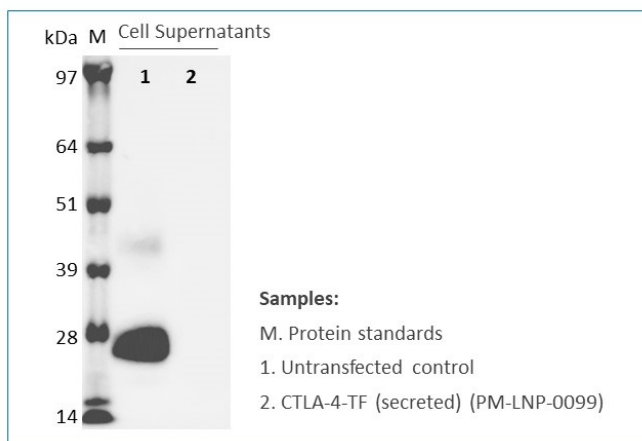 kDa M Cell Supernatants
97 1 2
64
51
39
28
14
Samples:
M. Protein standards
1. Untransfected control
2. CTLA-4-TF (secreted) (PM-LNP-0099)